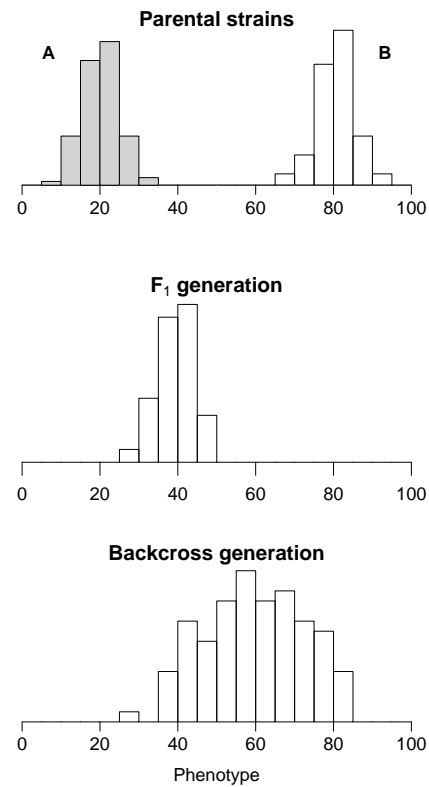 Parental strains
A
B
0 20 40 60 80 100
F₁ generation
0 20 40 60 80 100
Backcross generation
0 20 40 60 80 100
Phenotype